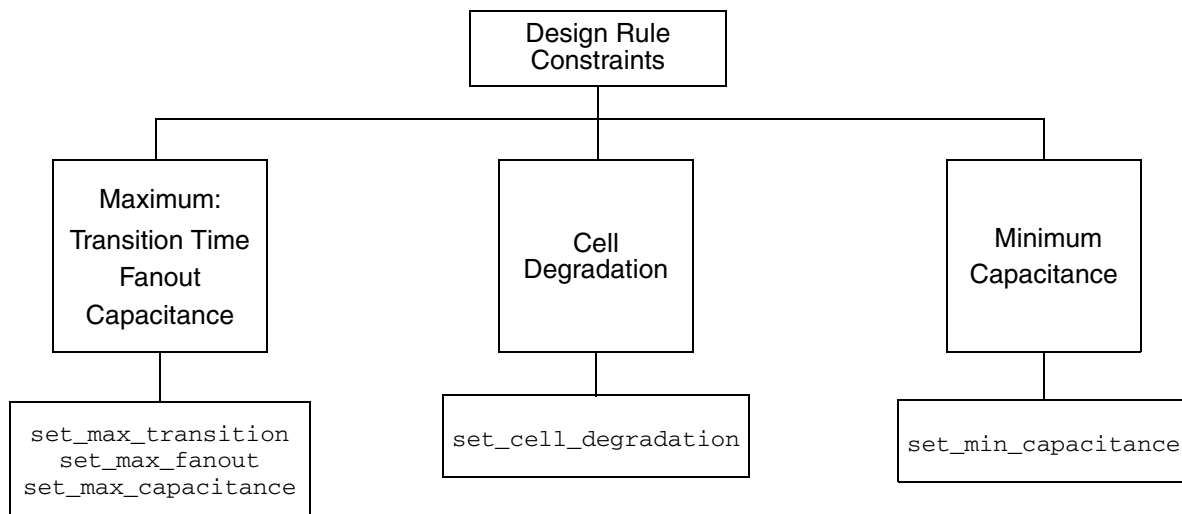 Design Rule
Constraints
Maximum:
Transition Time
Fanout
Capacitance
Cell
Degradation
Minimum
Capacitance
set_max_transition
set_max_fanout
set_max_capacitance
set_cell_degradation
set_min_capacitance